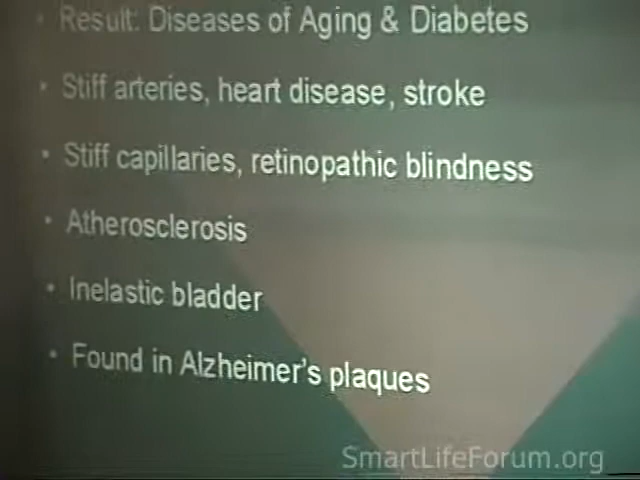 • Result: Diseases of Aging & Diabetes
• Stiff arteries, heart disease, stroke
• Stiff capillaries, retinopathic blindness
• Atherosclerosis
• Inelastic bladder
• Found in Alzheimer's plaques
SmartLifeForum.org